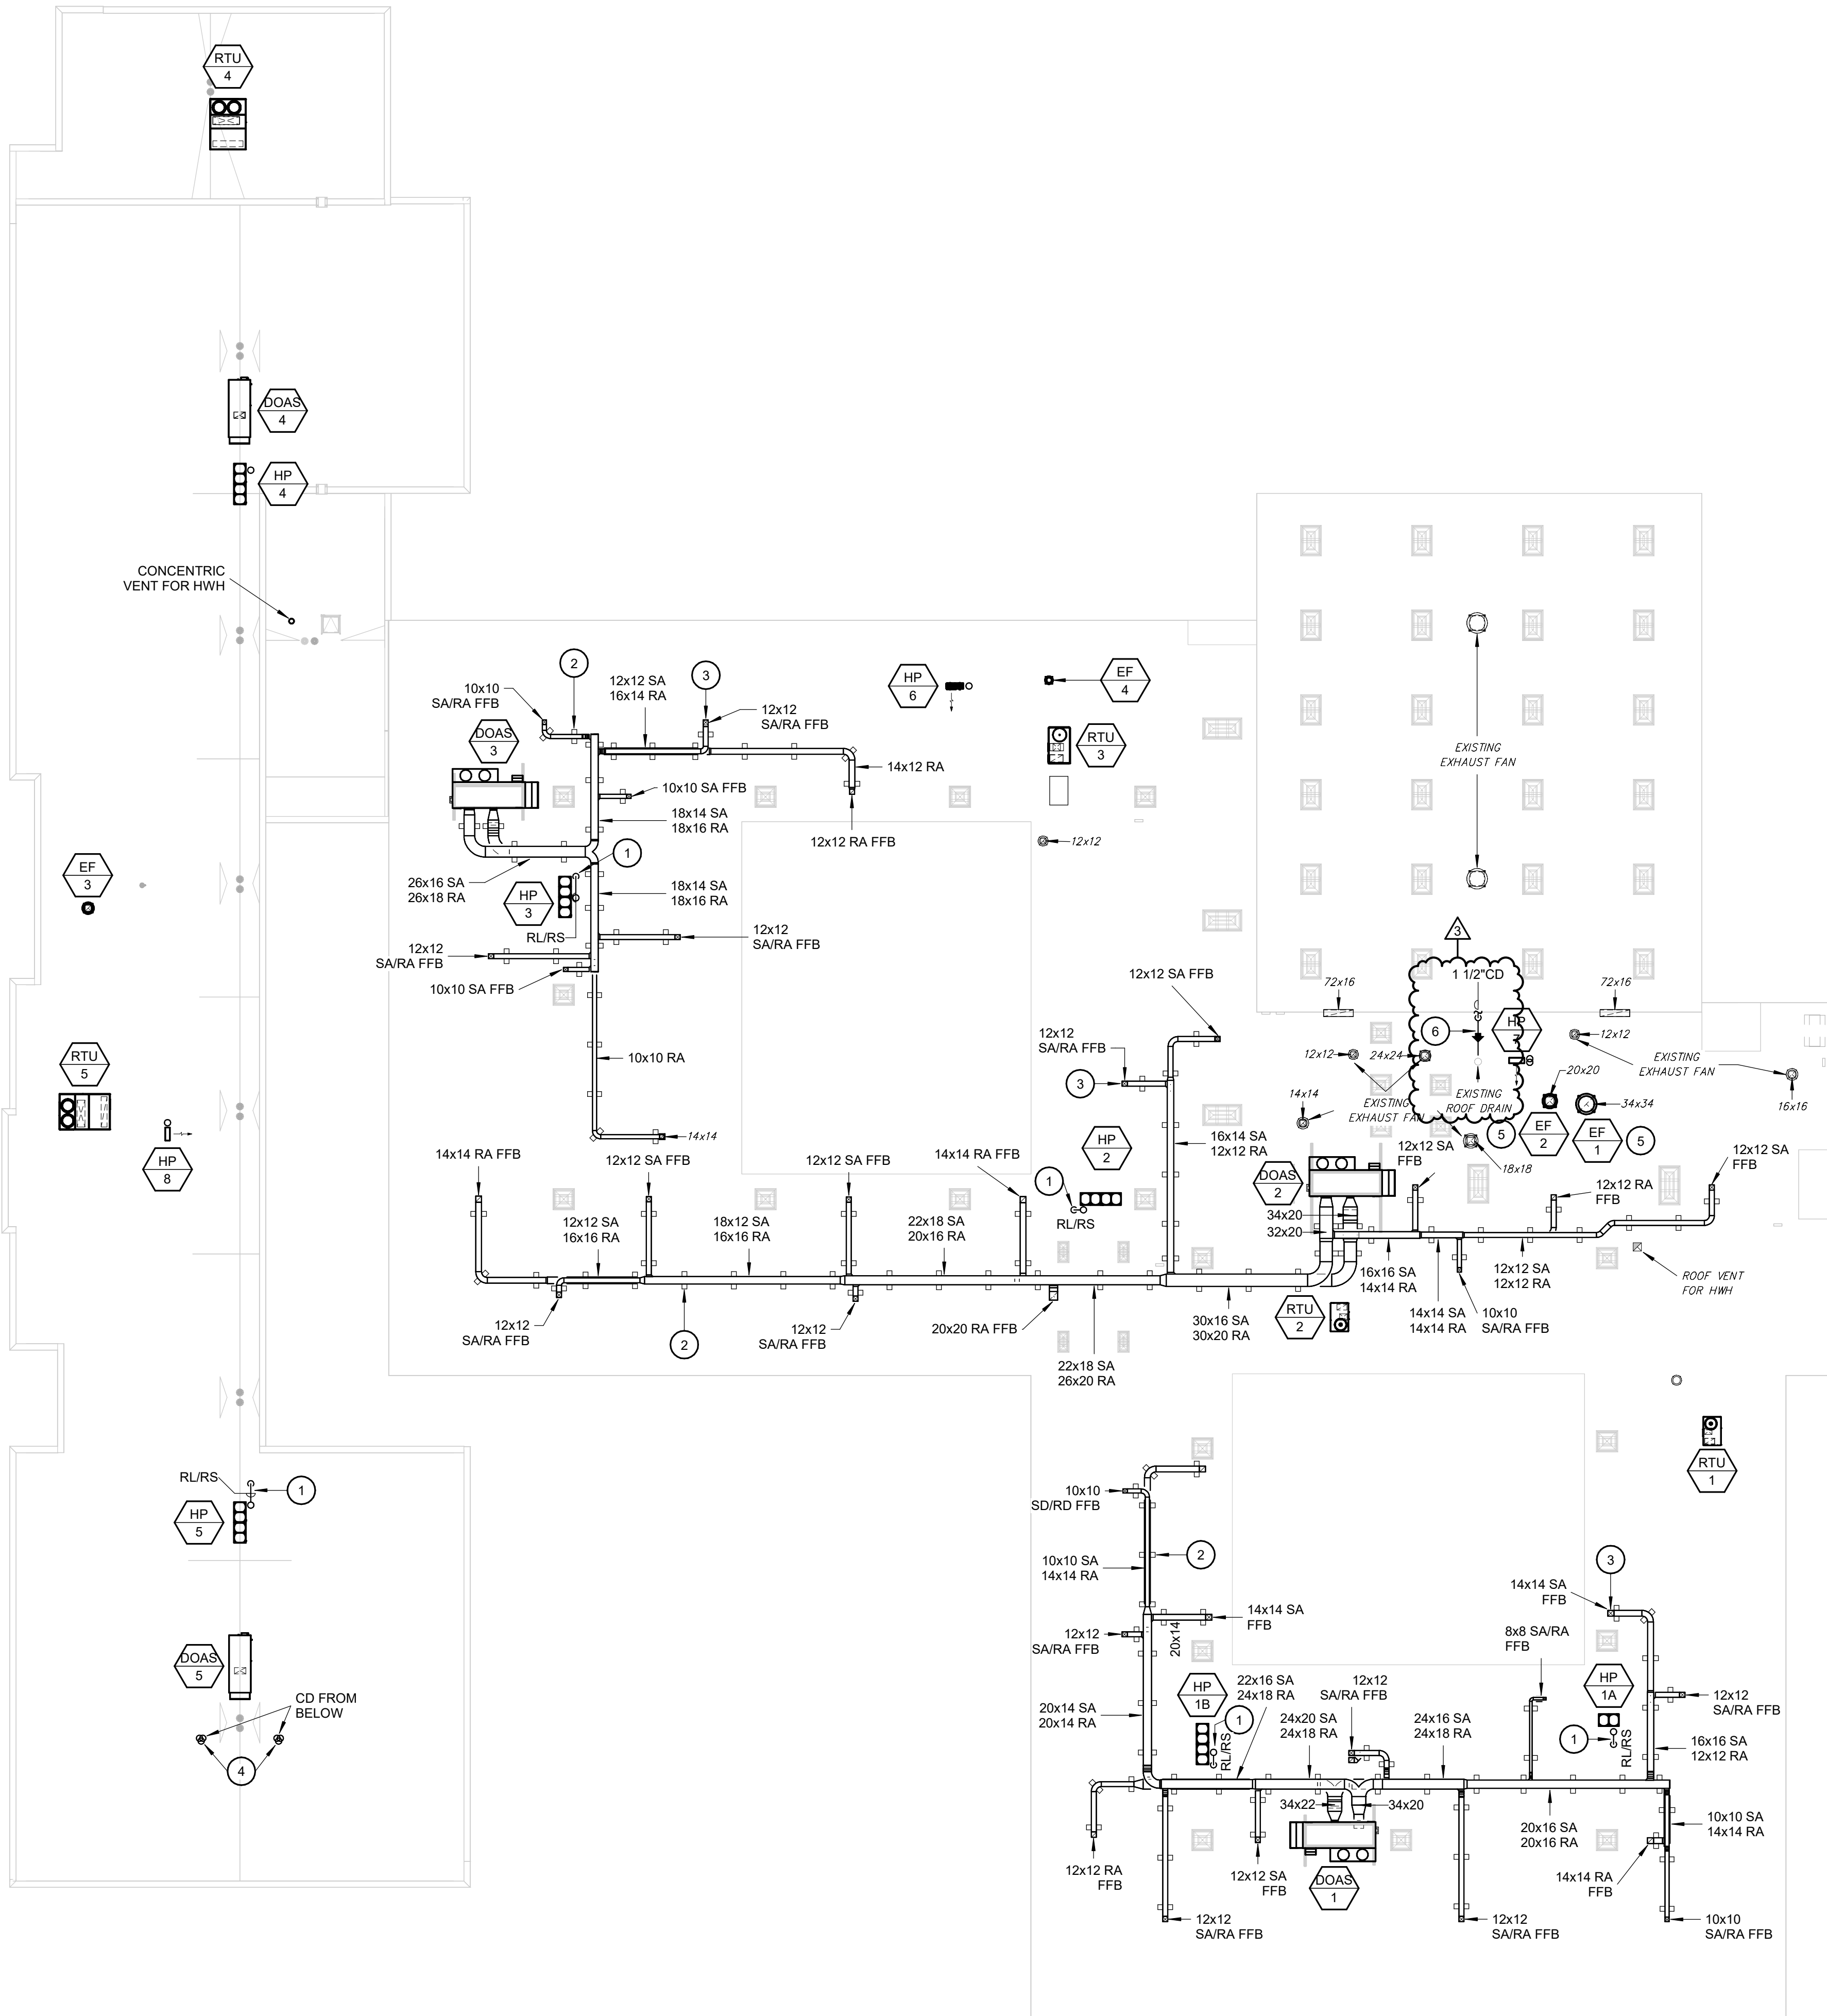 RTU
4
DOAS
4
HP
4
CONCENTRIC
VENT FOR HWH
EF
3
RTU
5
HP
8
RL/RS
1
HP
5
DOAS
5
CD FROM
BELOW
4
2
3
10x10
SA/RA FFB
12x12 SA
16x14 RA
12x12
SA/RA FFB
DOAS
3
14x12 RA
10x10 SA FFB
18x14 SA
18x16 RA
12x12 RA FFB
1
26x16 SA
26x18 RA
18x14 SA
18x16 RA
HP
3
RL/RS
12x12
SA/RA FFB
12x12
SA/RA FFB
10x10 SA FFB
10x10 RA
14x14
HP
6
EF
4
RTU
3
12x12
EXISTING
EXHAUST FAN
3
1 1/2"CD
72x16
72x16
6
HP
7
12x12
12x12
24x24
EXISTING
EXHAUST FAN
20x20
34x34
16x16
14x14
EXISTING
EXHAUST FAN
EXISTING
ROOF DRAIN
5
EF
2
EF
1
5
18x18
12x12 SA FFB
12x12
SA/RA FFB
3
HP
2
16x14 SA
12x12 RA
1
RL/RS
14x14 RA FFB
12x12 SA FFB
12x12 SA FFB
14x14 RA FFB
12x12 SA
16x16 RA
18x12 SA
16x16 RA
22x18 SA
20x16 RA
12x12
SA/RA FFB
2
12x12
SA/RA FFB
20x20 RA FFB
22x18 SA
26x20 RA
30x16 SA
30x20 RA
RTU
2
DOAS
2
34x20
32x20
12x12 SA
FFB
12x12 RA
FFB
12x12 SA
FFB
16x16 SA
14x14 RA
14x14 SA
14x14 RA
10x10
SA/RA FFB
12x12 SA
12x12 RA
ROOF VENT
FOR HWH
RTU
1
10x10
SD/RD FFB
2
10x10 SA
14x14 RA
14x14 SA
FFB
20x14
12x12
SA/RA FFB
20x14 SA
20x14 RA
HP
1B
1
RL/RS
22x16 SA
24x18 RA
12x12
SA/RA FFB
24x20 SA
24x18 RA
24x16 SA
24x18 RA
3
14x14 SA
FFB
8x8 SA/RA
FFB
HP
1A
1
RL/RS
12x12
SA/RA FFB
16x16 SA
12x12 RA
34x22
34x20
20x16 SA
20x16 RA
10x10 SA
14x14 RA
12x12 RA
FFB
12x12 SA
FFB
DOAS
1
14x14 RA
FFB
12x12
SA/RA FFB
12x12
SA/RA FFB
10x10
SA/RA FFB